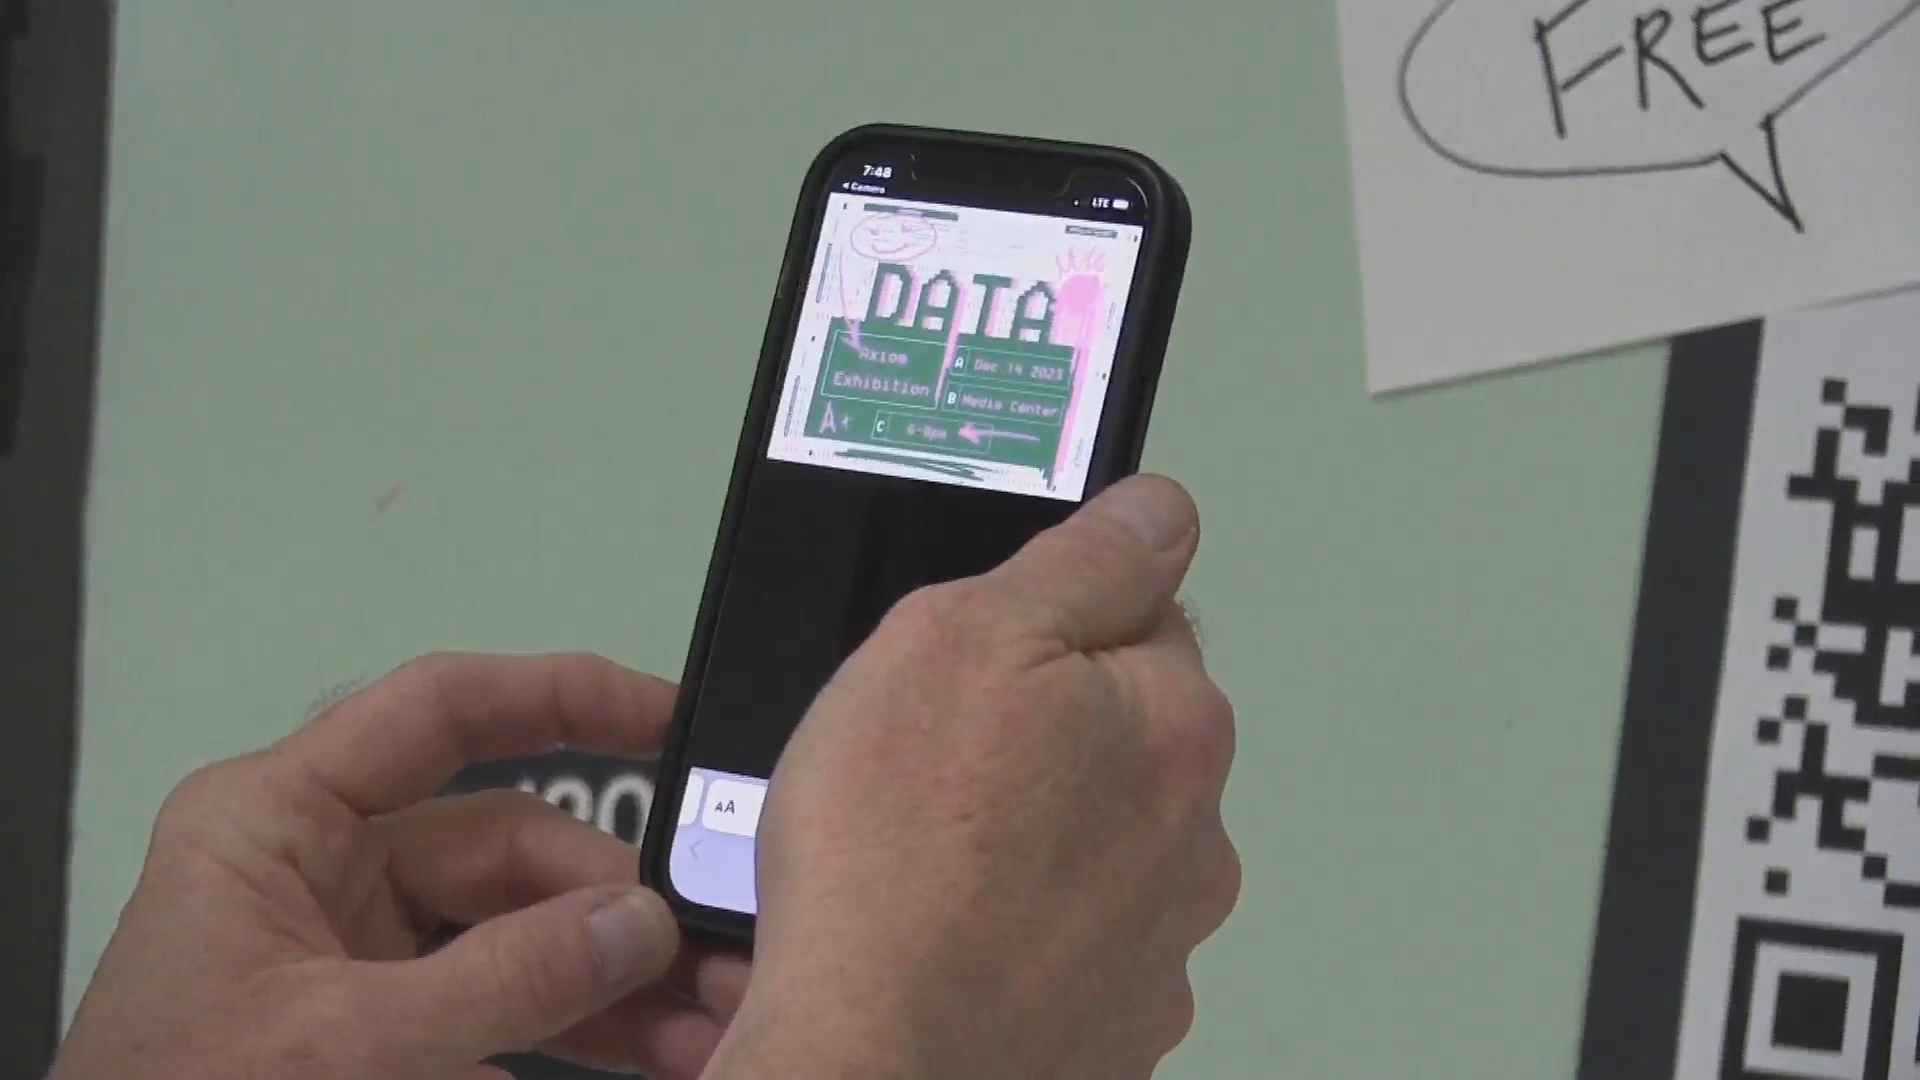 FREE
7:48
◀ Camera
LTE
DATA
Axiom
Exhibition
A Dec 14 2023
B Media Center
A+
C 6-8pm
AA